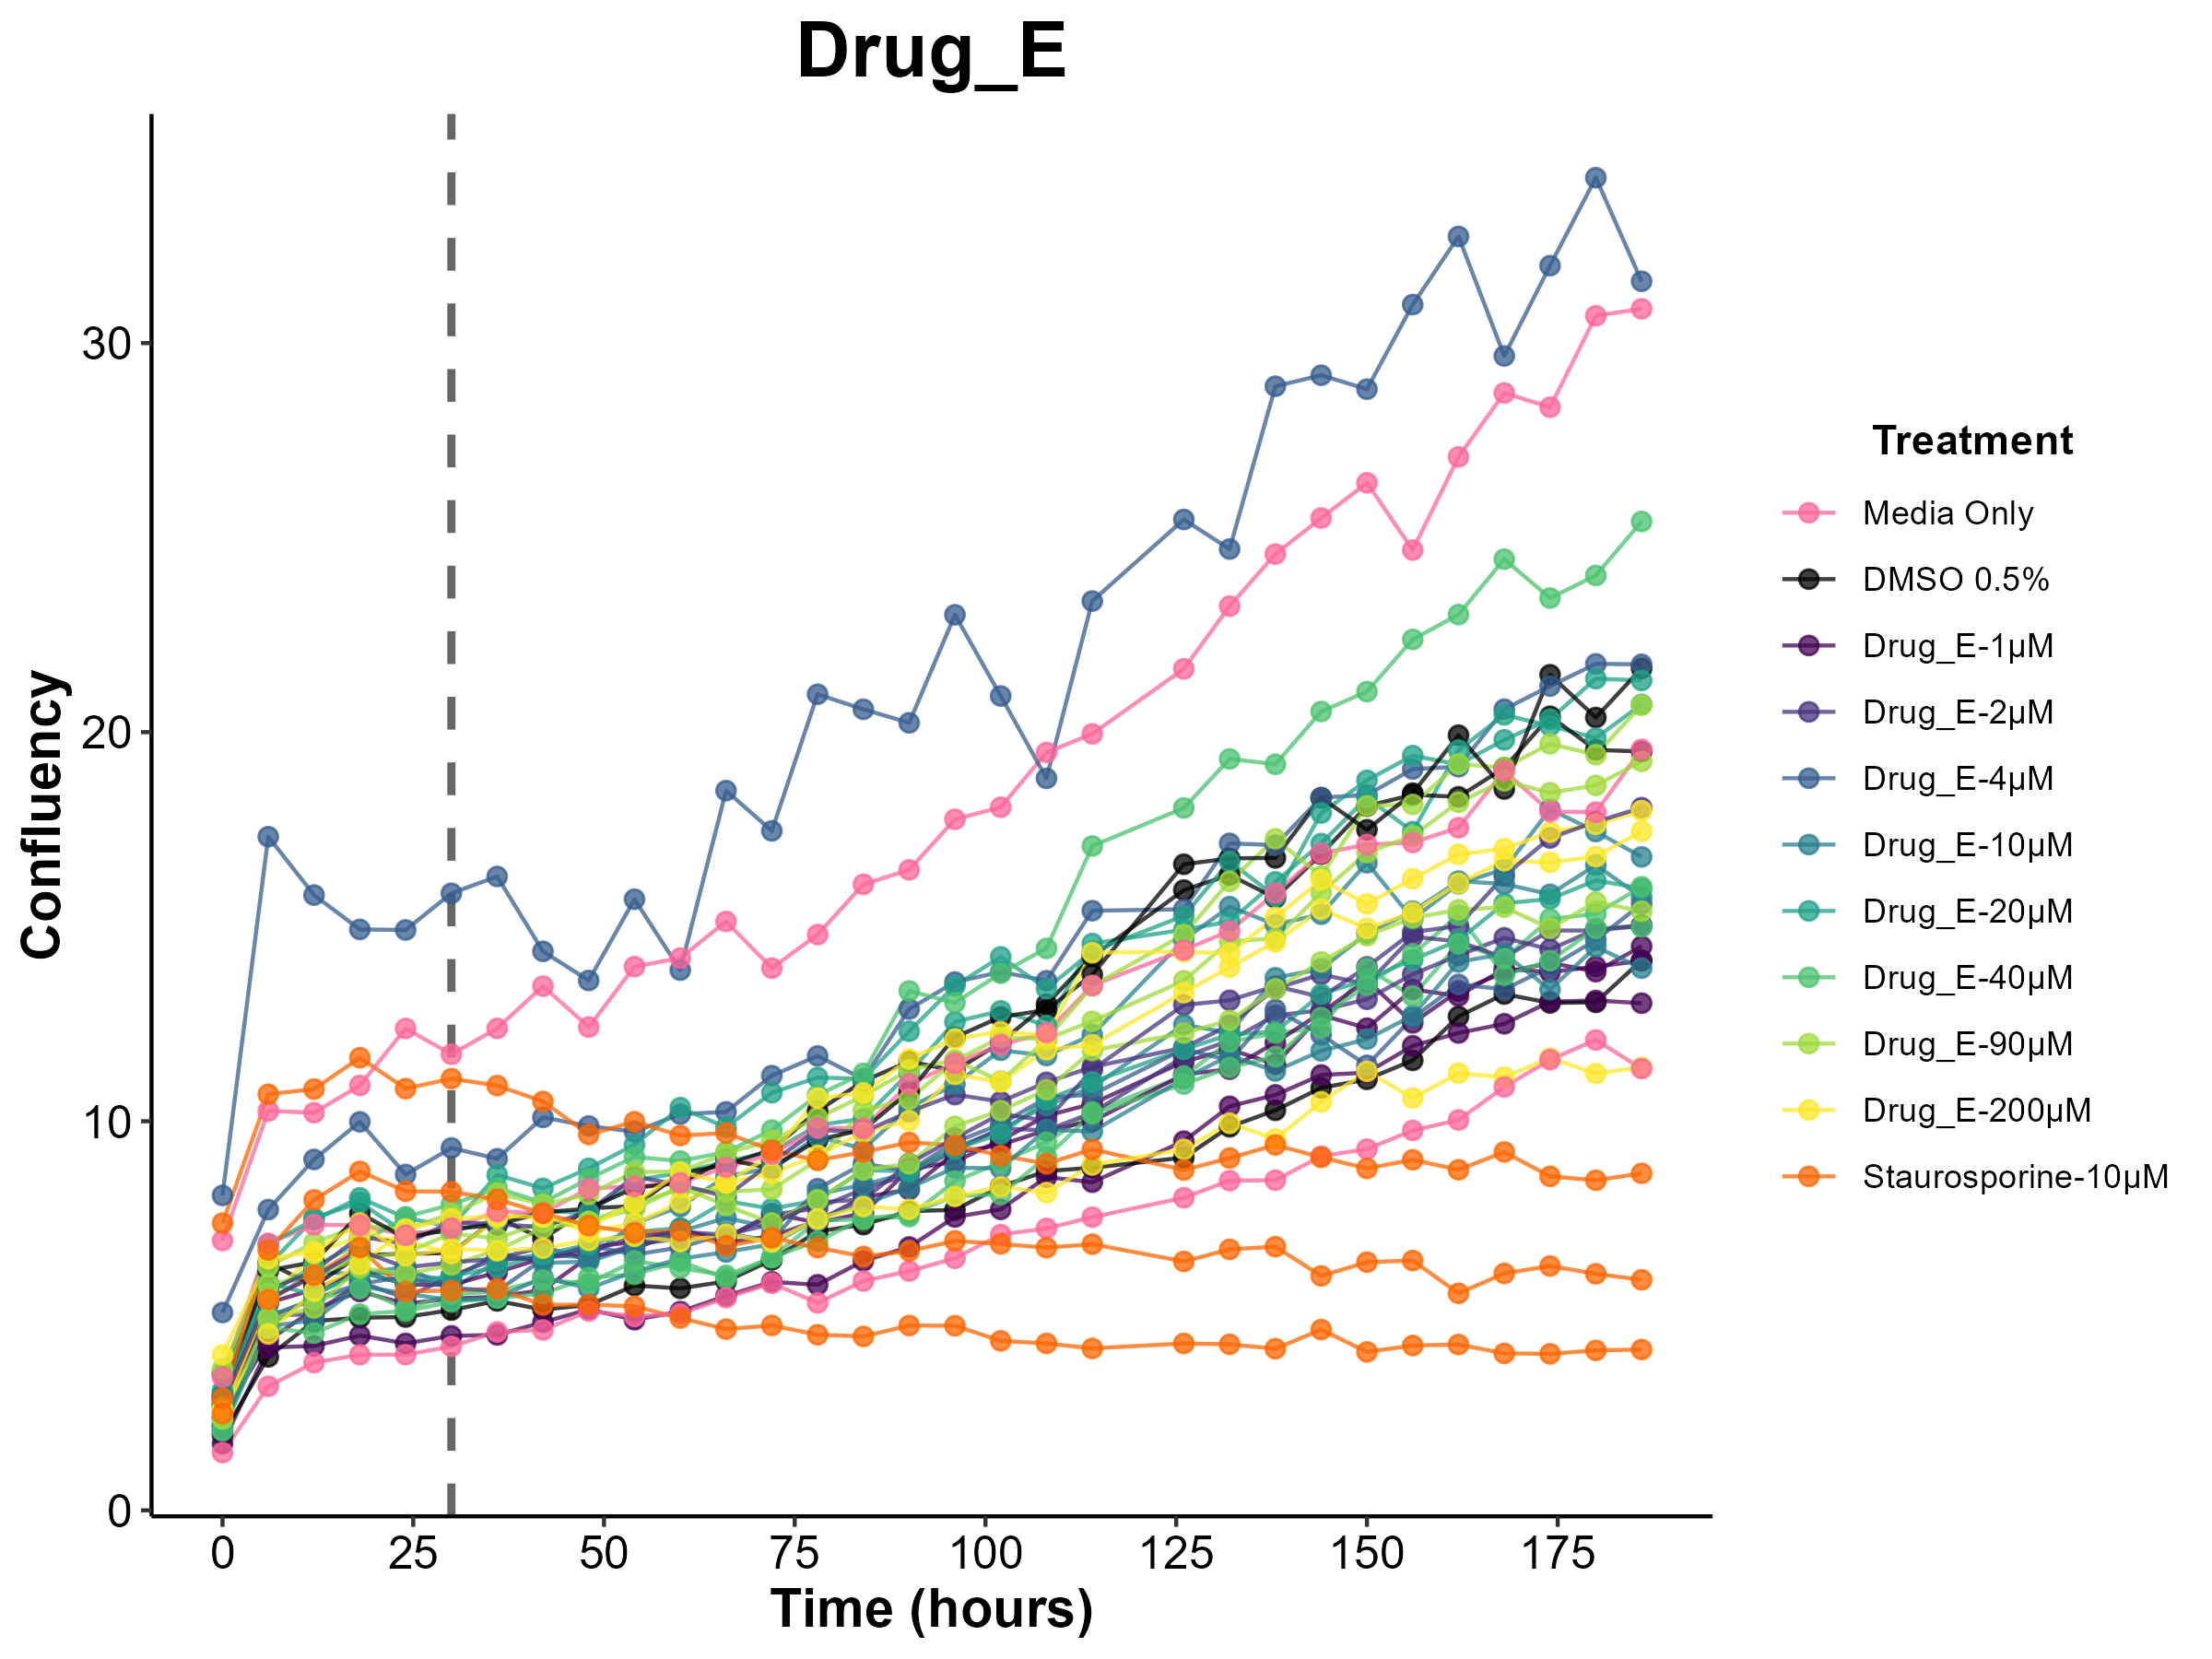 Drug_E
Confluency
30
20
10
0
0 25 50 75 100 125 150 175
Time (hours)
Treatment
Media Only
DMSO 0.5%
Drug_E-1µM
Drug_E-2µM
Drug_E-4µM
Drug_E-10µM
Drug_E-20µM
Drug_E-40µM
Drug_E-90µM
Drug_E-200µM
Staurosporine-10µM